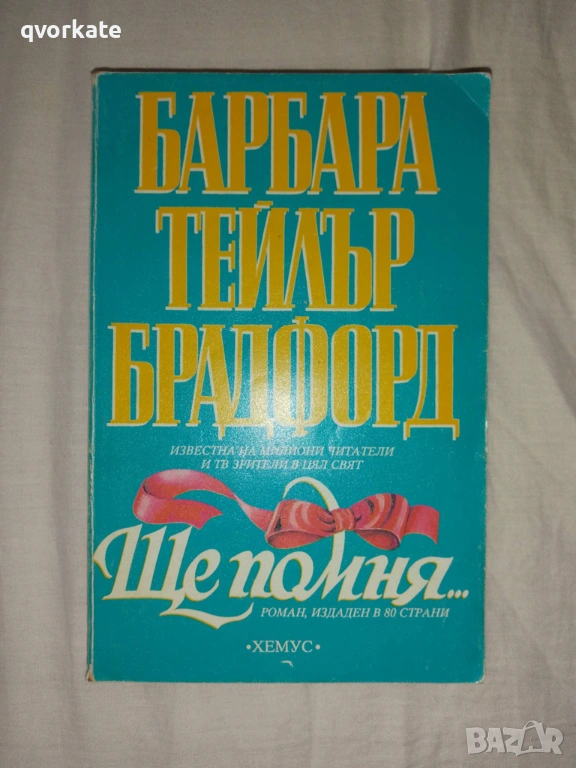 qvorkate
БАРБАРА
ТЕЙЛЪР
БРАДФОРД
ИЗВЕСТНА НА МИЛИОНИ ЧИТАТЕЛИ
И ТВ ЗРИТЕЛИ В ЦЯЛ СВЯТ
Ще помня...
РОМАН, ИЗДАДЕН В 80 СТРАНИ
•ХЕМУС•
BAZAR